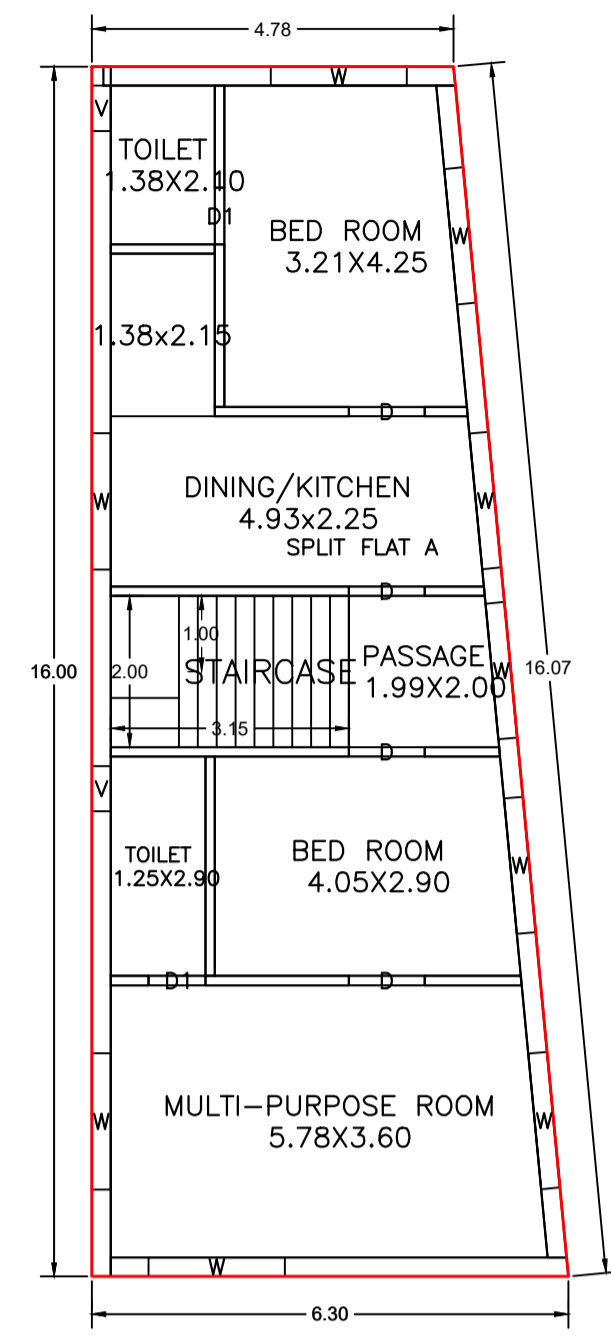 4.78
W
V
TOILET
1.38X2.10
D1
BED ROOM
3.21X4.25
W
1.38x2.15
D
W
DINING/KITCHEN
4.93x2.25
SPLIT FLAT A
W
D
1.00
16.00
2.00
STAIRCASE
PASSAGE
1.99X2.00
W
16.07
3.15
D
V
TOILET
1.25X2.90
BED ROOM
4.05X2.90
W
D1
D
MULTI-PURPOSE ROOM
5.78X3.60
W
W
W
6.30